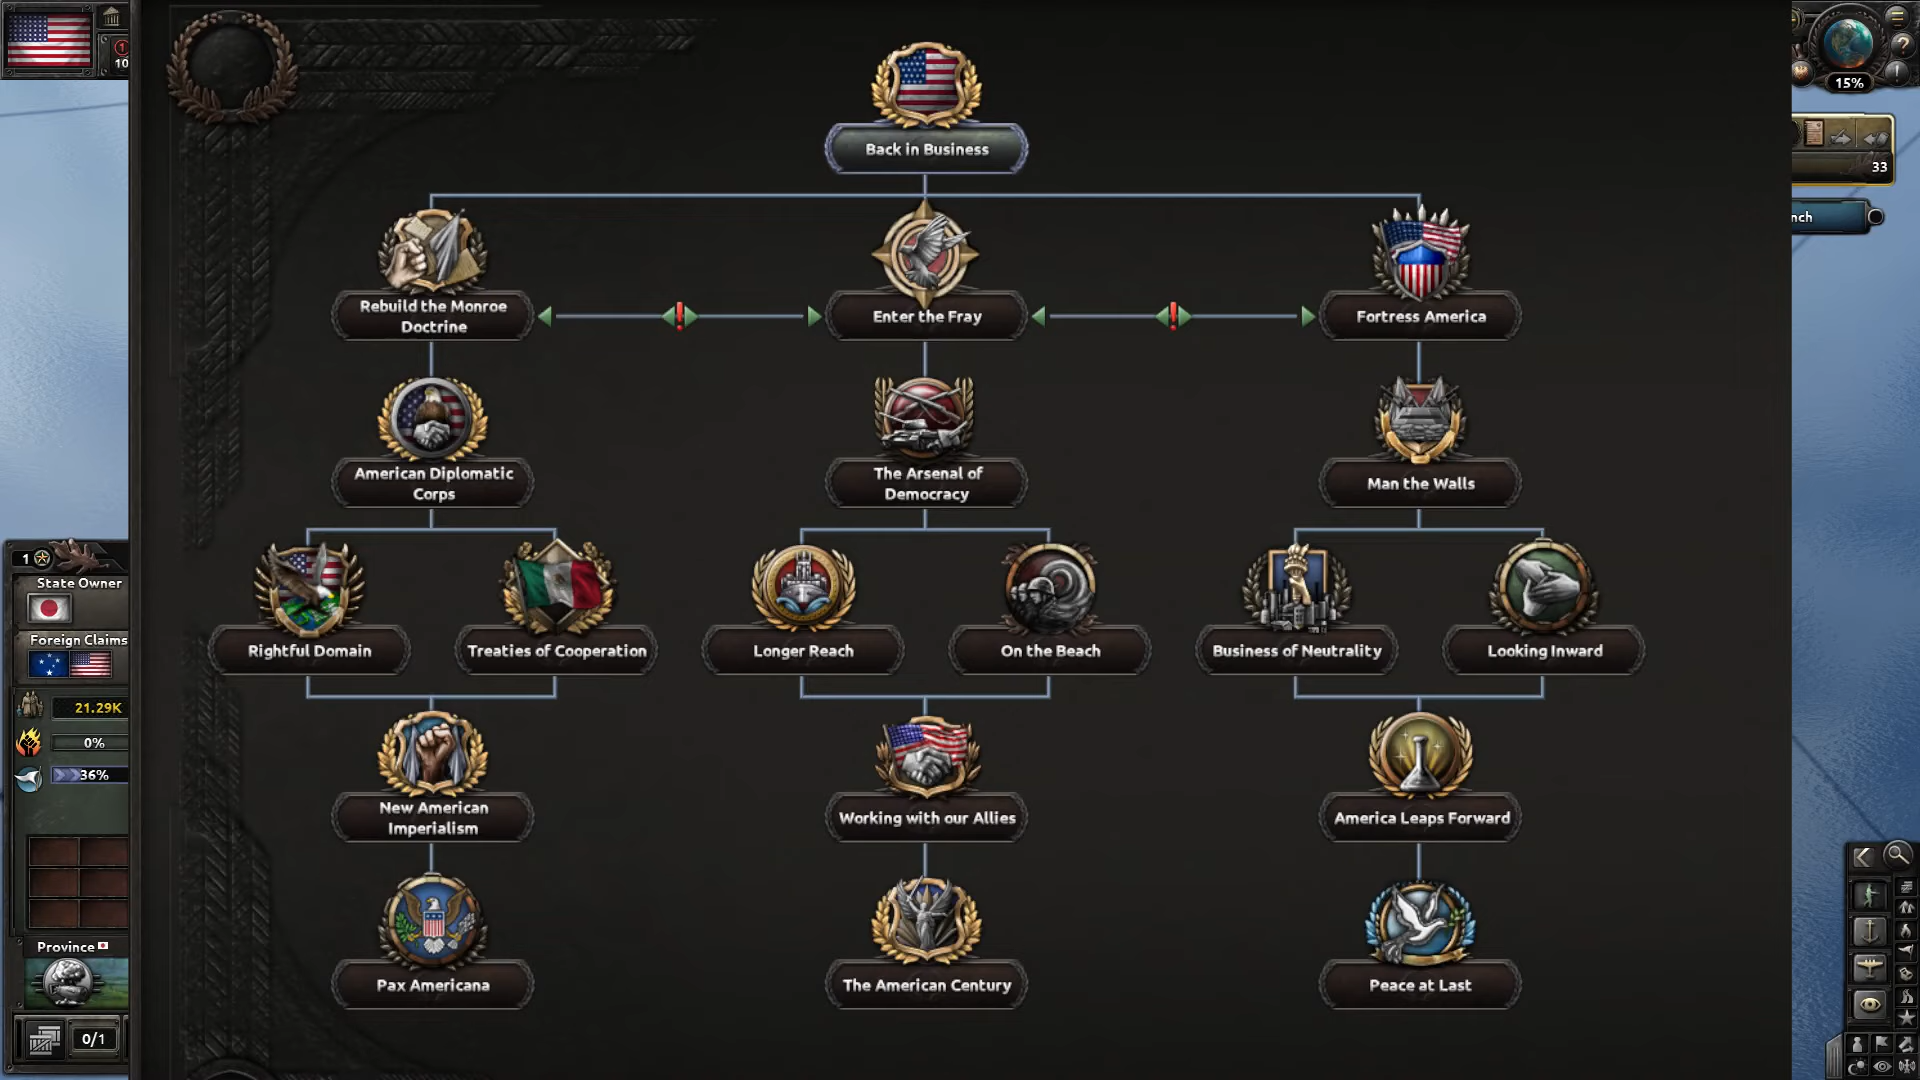 10
15%
33
nch
Back in Business
Rebuild the Monroe
Doctrine
Enter the Fray
Fortress America
American Diplomatic
Corps
The Arsenal of
Democracy
Man the Walls
1
State Owner
Foreign Claims
21.29K
0%
36%
Province
0/1
Rightful Domain
Treaties of Cooperation
Longer Reach
On the Beach
Business of Neutrality
Looking Inward
New American
Imperialism
Working with our Allies
America Leaps Forward
Pax Americana
The American Century
Peace at Last